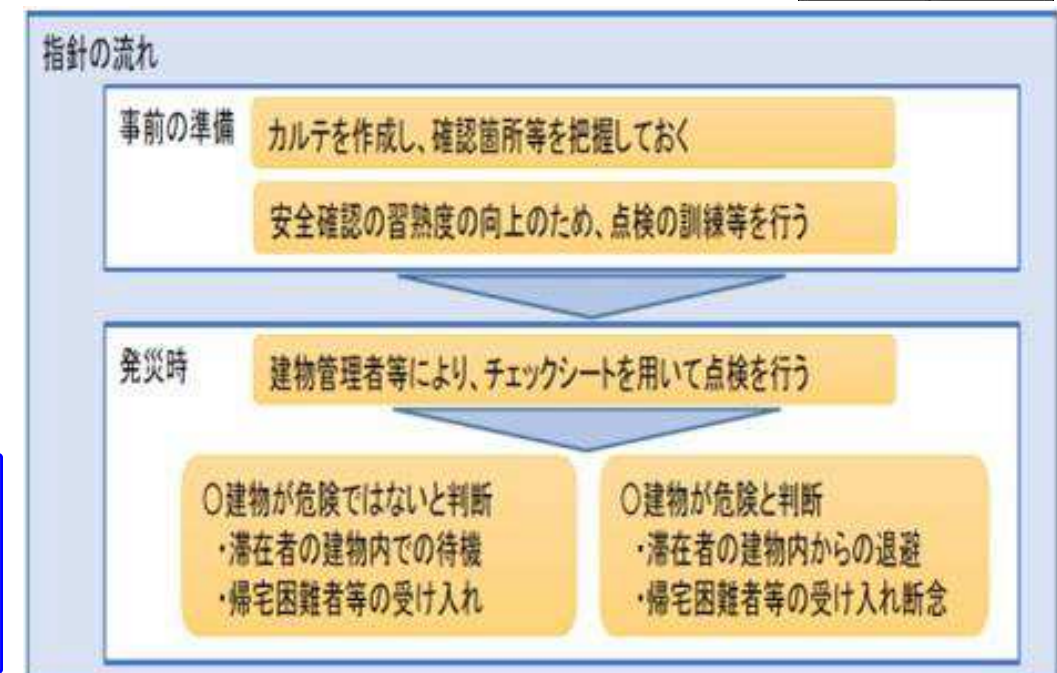 指針の流れ
事前の準備
カルテを作成し、確認箇所等を把握しておく
安全確認の習熟度の向上のため、点検の訓練等を行う
発災時
建物管理者等により、チェックシートを用いて点検を行う
○建物が危険ではないと判断
・滞在者の建物内での待機
・帰宅困難者等の受け入れ
○建物が危険と判断
・滞在者の建物内からの退避
・帰宅困難者等の受け入れ断念